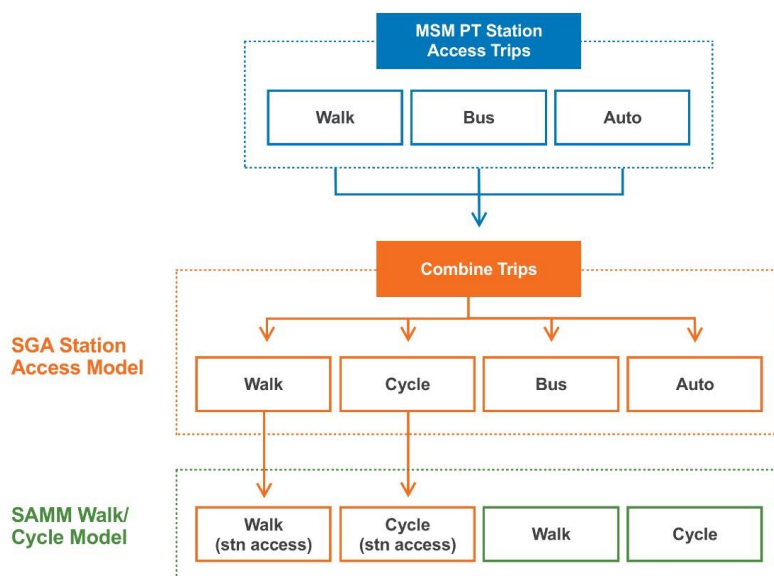 MSM PT Station
Access Trips
Walk
Bus
Auto
Combine Trips
SGA Station
Access Model
Walk
Cycle
Bus
Auto
SAMM Walk/
Cycle Model
Walk
(stn access)
Cycle
(stn access)
Walk
Cycle